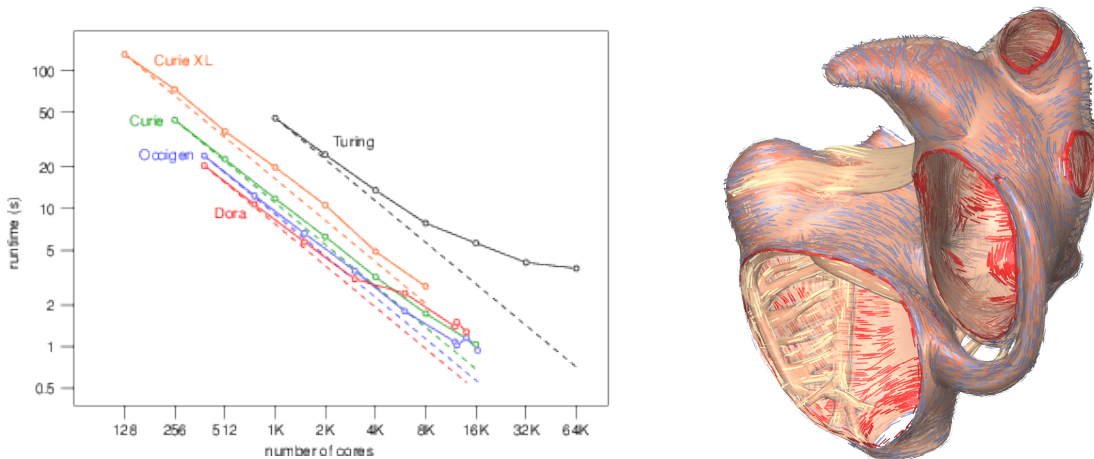 Curie XL
100
50
Curie
Turing
Occigen
20
10
Dora
5
2
1
0.5
runtime (s)
128 256 512 1K 2K 4K 8K 16K 32K 64K
number of cores